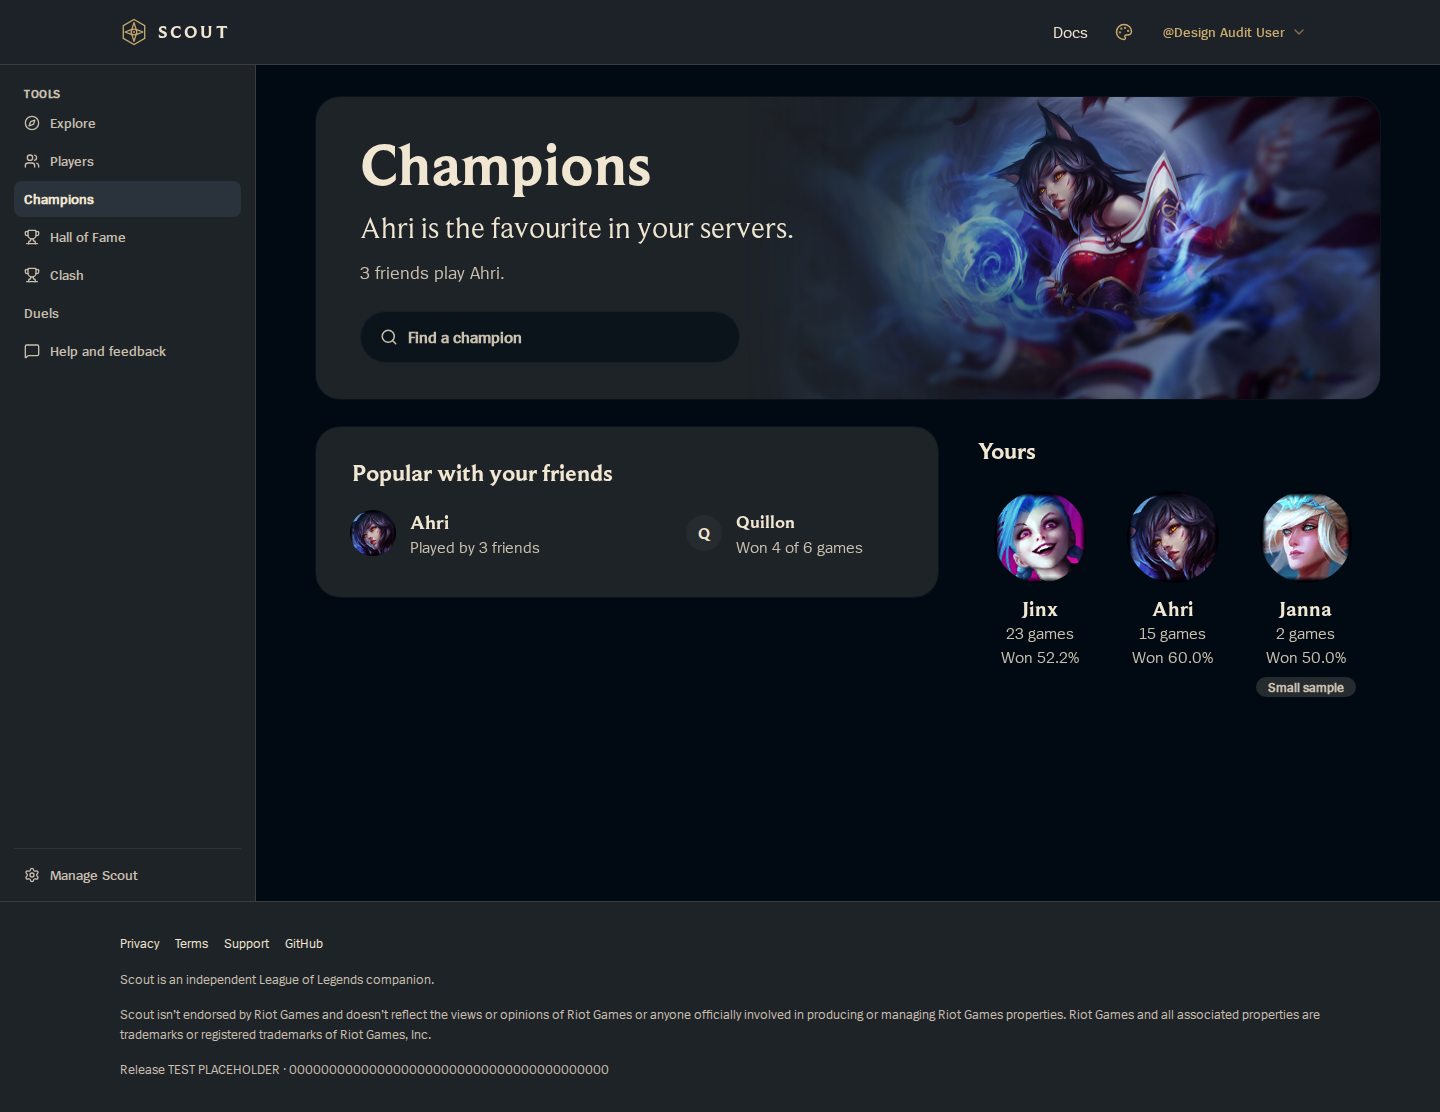 SCOUT
Docs
@Design Audit User
TOOLS
Explore
Players
Champions
Hall of Fame
Clash
Duels
Help and feedback
Manage Scout
Champions
Ahri is the favourite in your servers.
3 friends play Ahri.
Find a champion
Popular with your friends
Ahri
Played by 3 friends
Q
Quillon
Won 4 of 6 games
Yours
Jinx
23 games
Won 52.2%
Ahri
15 games
Won 60.0%
Janna
2 games
Won 50.0%
Small sample
Privacy Terms Support GitHub
Scout is an independent League of Legends companion.
Scout isn't endorsed by Riot Games and doesn't reflect the views or opinions of Riot Games or anyone officially involved in producing or managing Riot Games properties. Riot Games and all associated properties are
trademarks or registered trademarks of Riot Games, Inc.
Release TEST PLACEHOLDER · 0000000000000000000000000000000000000000